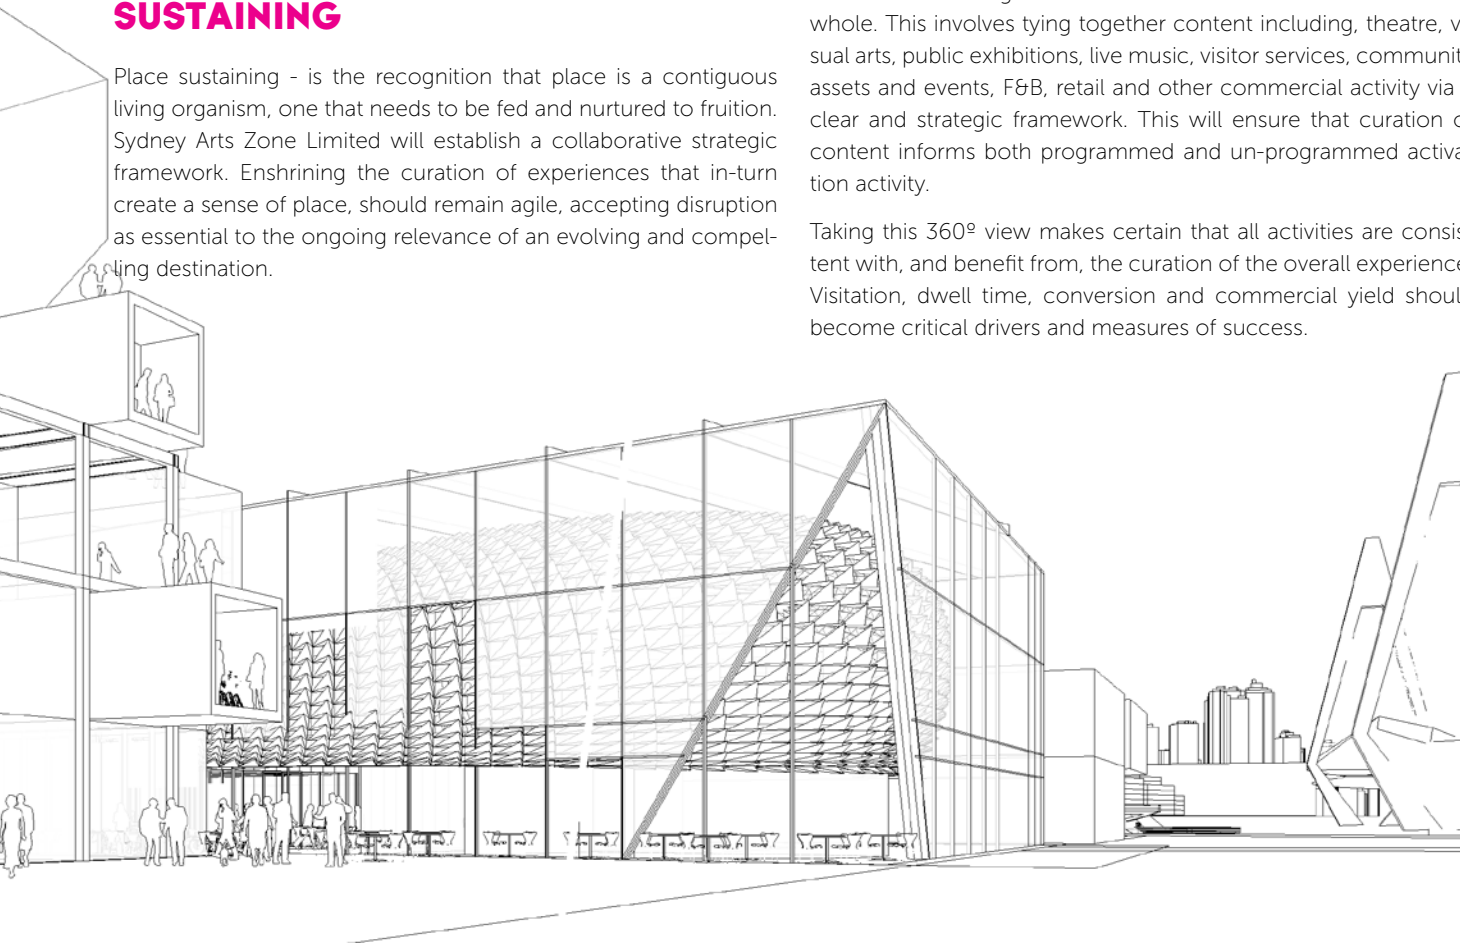 SUSTAINING
Place sustaining - is the recognition that place is a contiguous
living organism, one that needs to be fed and nurtured to fruition.
Sydney Arts Zone Limited will establish a collaborative strategic
framework. Enshrining the curation of experiences that in-turn
create a sense of place, should remain agile, accepting disruption
as essential to the ongoing relevance of an evolving and compel-
ling destination.
whole. This involves tying together content including, theatre, v
sual arts, public exhibitions, live music, visitor services, communit
assets and events, F&B, retail and other commercial activity via
clear and strategic framework. This will ensure that curation o
content informs both programmed and un-programmed activa
tion activity.
Taking this 360º view makes certain that all activities are consis
tent with, and benefit from, the curation of the overall experience
Visitation, dwell time, conversion and commercial yield shoul
become critical drivers and measures of success.